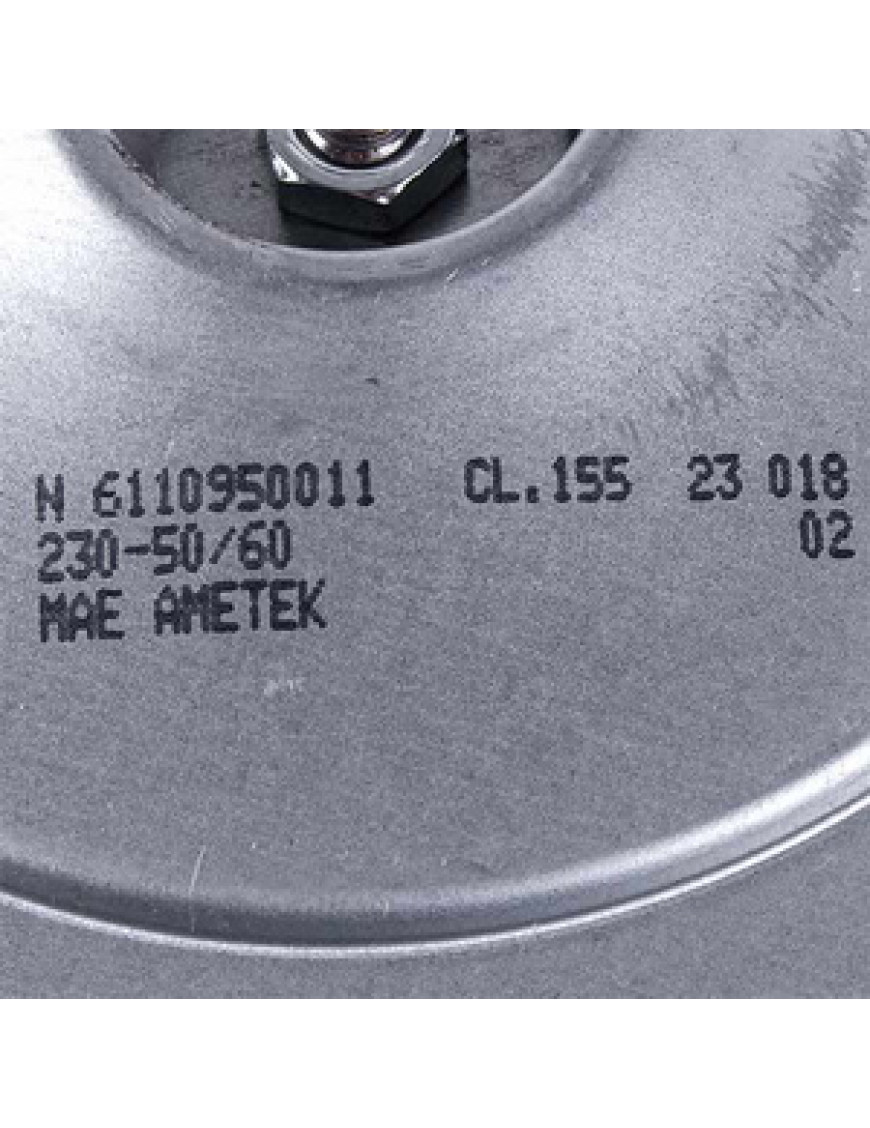 N 6110950011 CL.155 23 018
230-50/60 02
MAE AMETEK